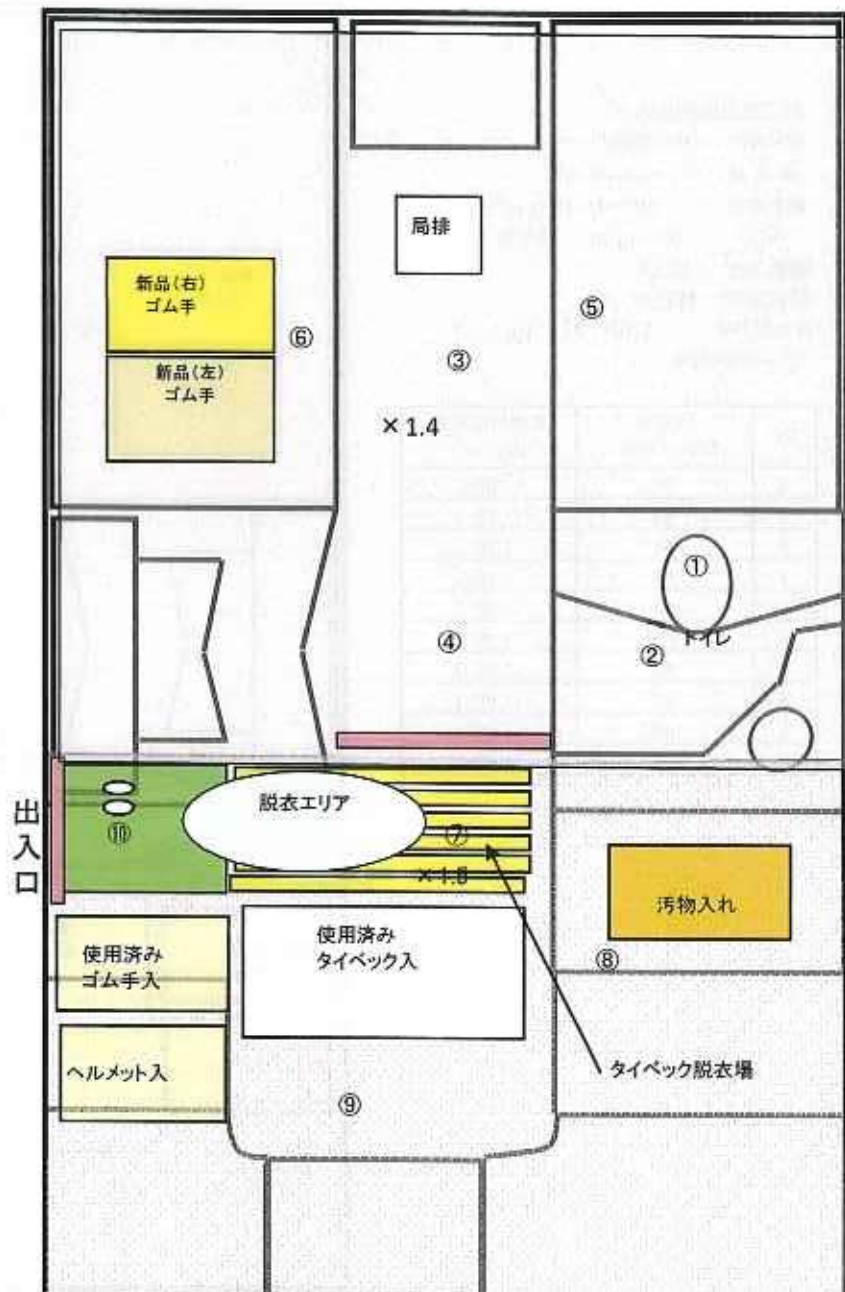 局排
新品(右)
ゴム手
⑥
⑤
③
新品(左)
ゴム手
×1.4
①
トイレ
④
②
出入口
脱衣エリア
⑩
⑦
汚物入れ
使用済み
ゴム手入
使用済み
タイベック入
⑧
ヘルメット入
タイベック脱衣場
⑨